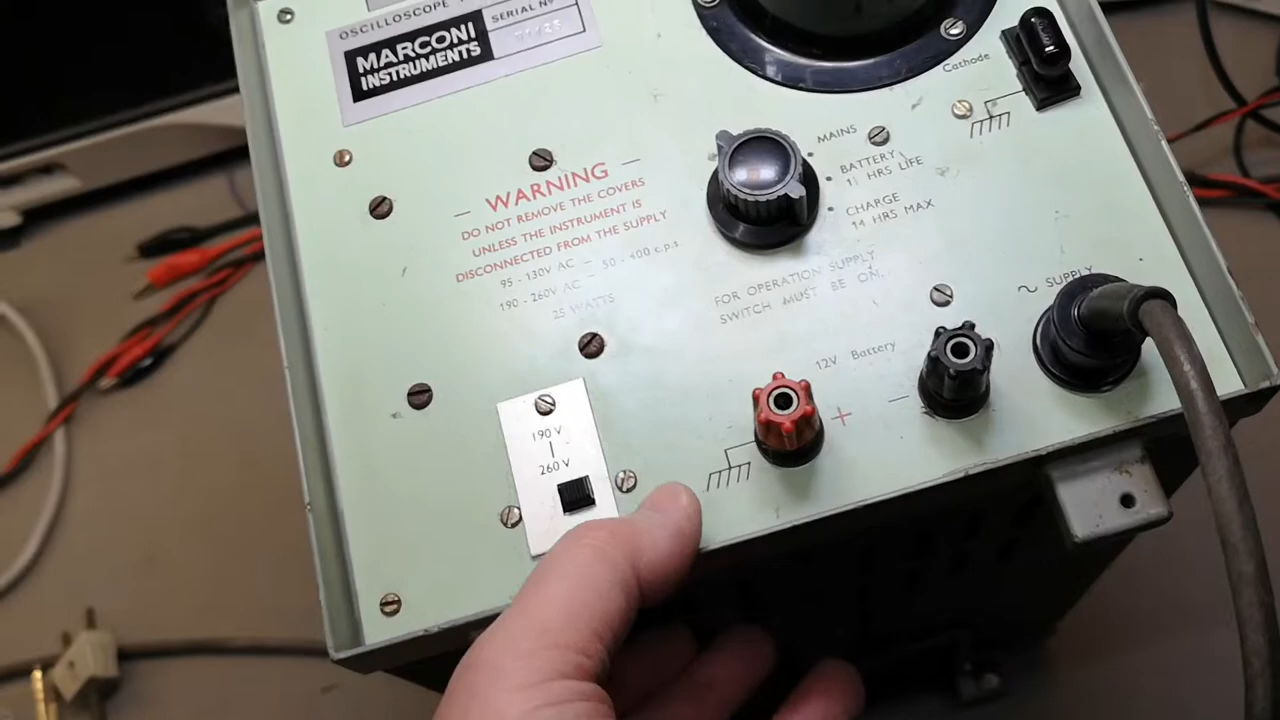 OSCILLOSCOPE
MARCONI
INSTRUMENTS
SERIAL Nº
Cathode
MAINS
BATTERY
HRS LIFE
CHARGE
14 HRS MAX
— WARNING —
DO NOT REMOVE THE COVERS
UNLESS THE INSTRUMENT IS
DISCONNECTED FROM THE SUPPLY
95 - 130V AC — 50 - 400 c.p.s.
190 - 260V AC
25 WATTS
FOR OPERATION SUPPLY
SWITCH MUST BE ON.
∿ SUPPLY
12V Battery
+
—
190 V
|
260 V